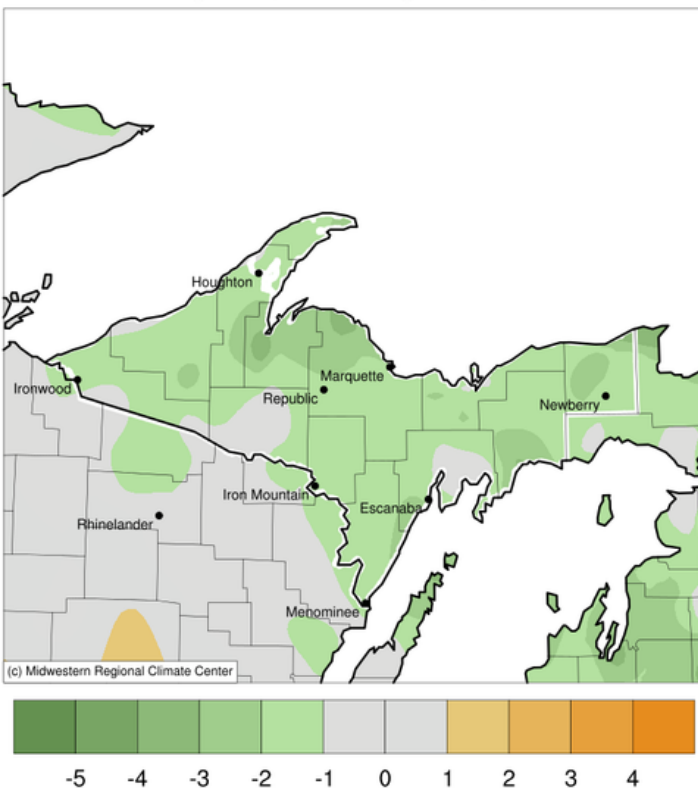 Houghton
Marquette
Ironwood
Republic
Newberry
Iron Mountain
Escanaba
Rhinelander
Menominee
(c) Midwestern Regional Climate Center
-5 -4 -3 -2 -1 0 1 2 3 4